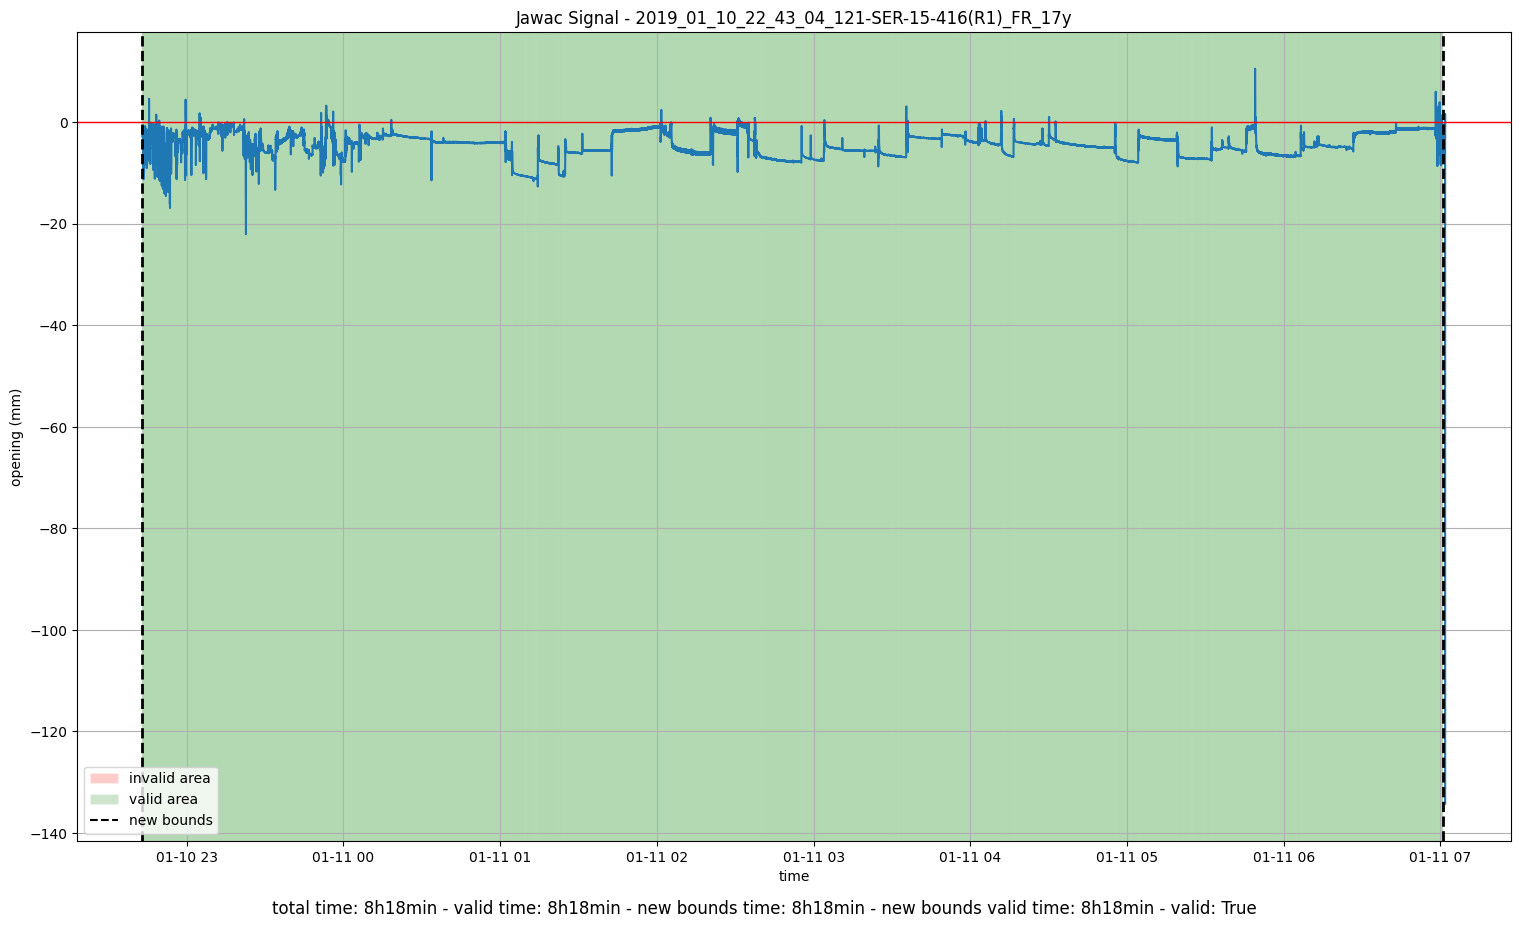 Jawac Signal - 2019_01_10_22_43_04_121-SER-15-416(R1)_FR_17y
opening (mm)
0
−20
−40
−60
−80
−100
−120
−140
invalid area
valid area
new bounds
01-10 23
01-11 00
01-11 01
01-11 02
01-11 03
01-11 04
01-11 05
01-11 06
01-11 07
time
total time: 8h18min - valid time: 8h18min - new bounds time: 8h18min - new bounds valid time: 8h18min - valid: True